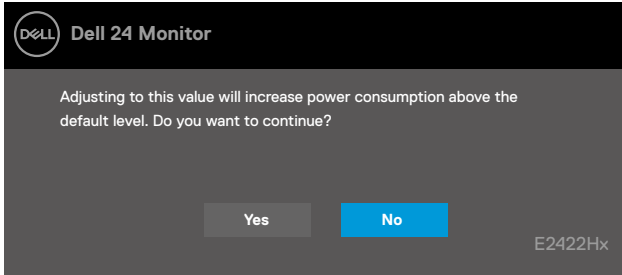 DELL Dell 24 Monitor
Adjusting to this value will increase power consumption above the
default level. Do you want to continue?
Yes No
E2422Hx